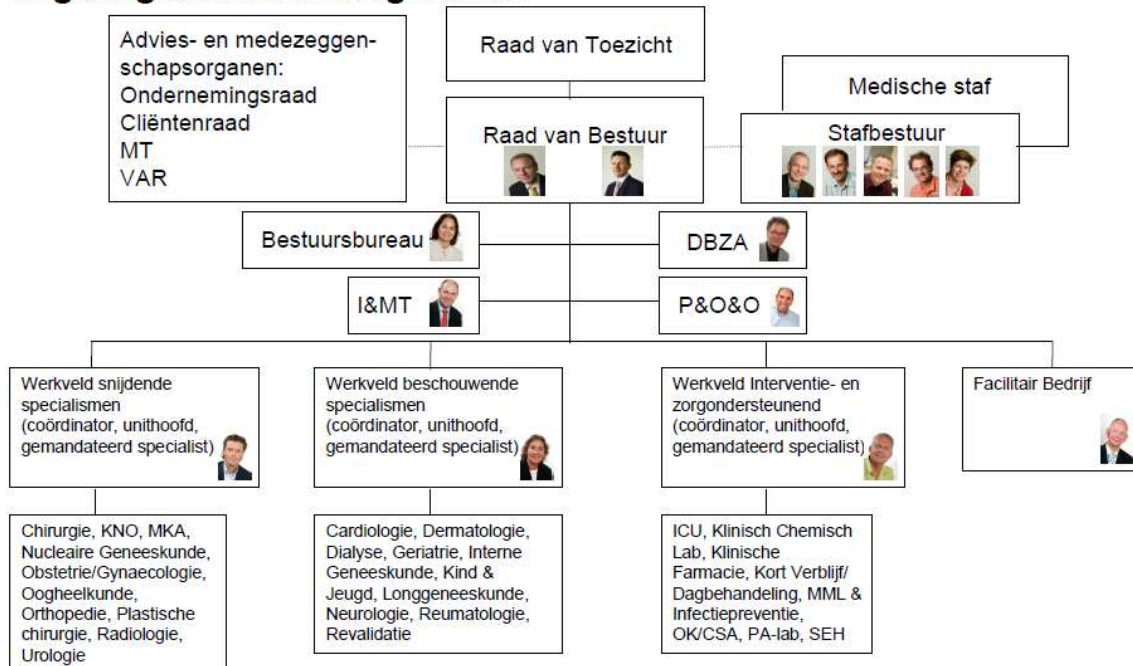 Advies- en medezeggen-
schapsorganen:
Ondernemingsraad
Cliëntenraad
MT
VAR
Raad van Toezicht
Raad van Bestuur
Medische staf
Stafbestuur
Bestuursbureau
DBZA
I&MT
P&O&O
Werkveld snijdende
specialismen
(coördinator, unithoofd,
gemandateerd specialist)
Werkveld beschouwende
specialismen
(coördinator, unithoofd,
gemandateerd specialist)
Werkveld Interventie- en
zorgondersteunend
(coördinator, unithoofd,
gemandateerd specialist)
Facilitair Bedrijf
Chirurgie, KNO, MKA,
Nucleaire Geneeskunde,
Obstetrie/Gynaecologie,
Oogheelkunde,
Orthopedie, Plastische
chirurgie, Radiologie,
Urologie
Cardiologie, Dermatologie,
Dialyse, Geriatrie, Interne
Geneeskunde, Kind &
Jeugd, Longgeneeskunde,
Neurologie, Reumatologie,
Revalidatie
ICU, Klinisch Chemisch
Lab, Klinische
Farmacie, Kort Verblijf/
Dagbehandeling, MML &
Infectiepreventie,
OK/CSA, PA-lab, SEH